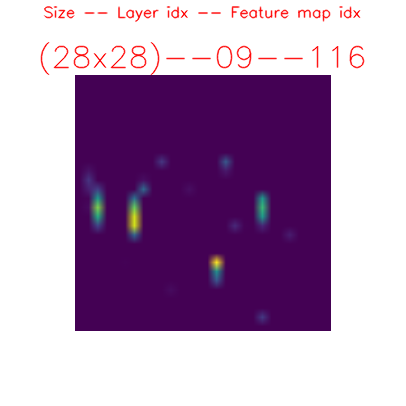 Size -- Layer idx -- Feature map idx
(28x28)--09--116